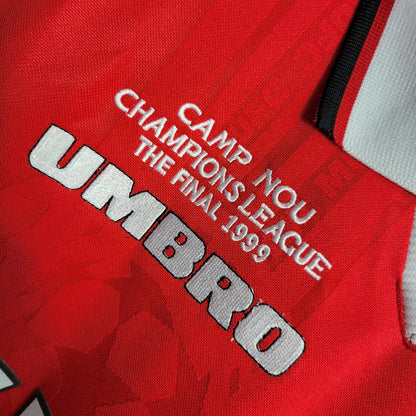 CAMP NOU
CHAMPIONS LEAGUE
THE FINAL 1999
UMBRO